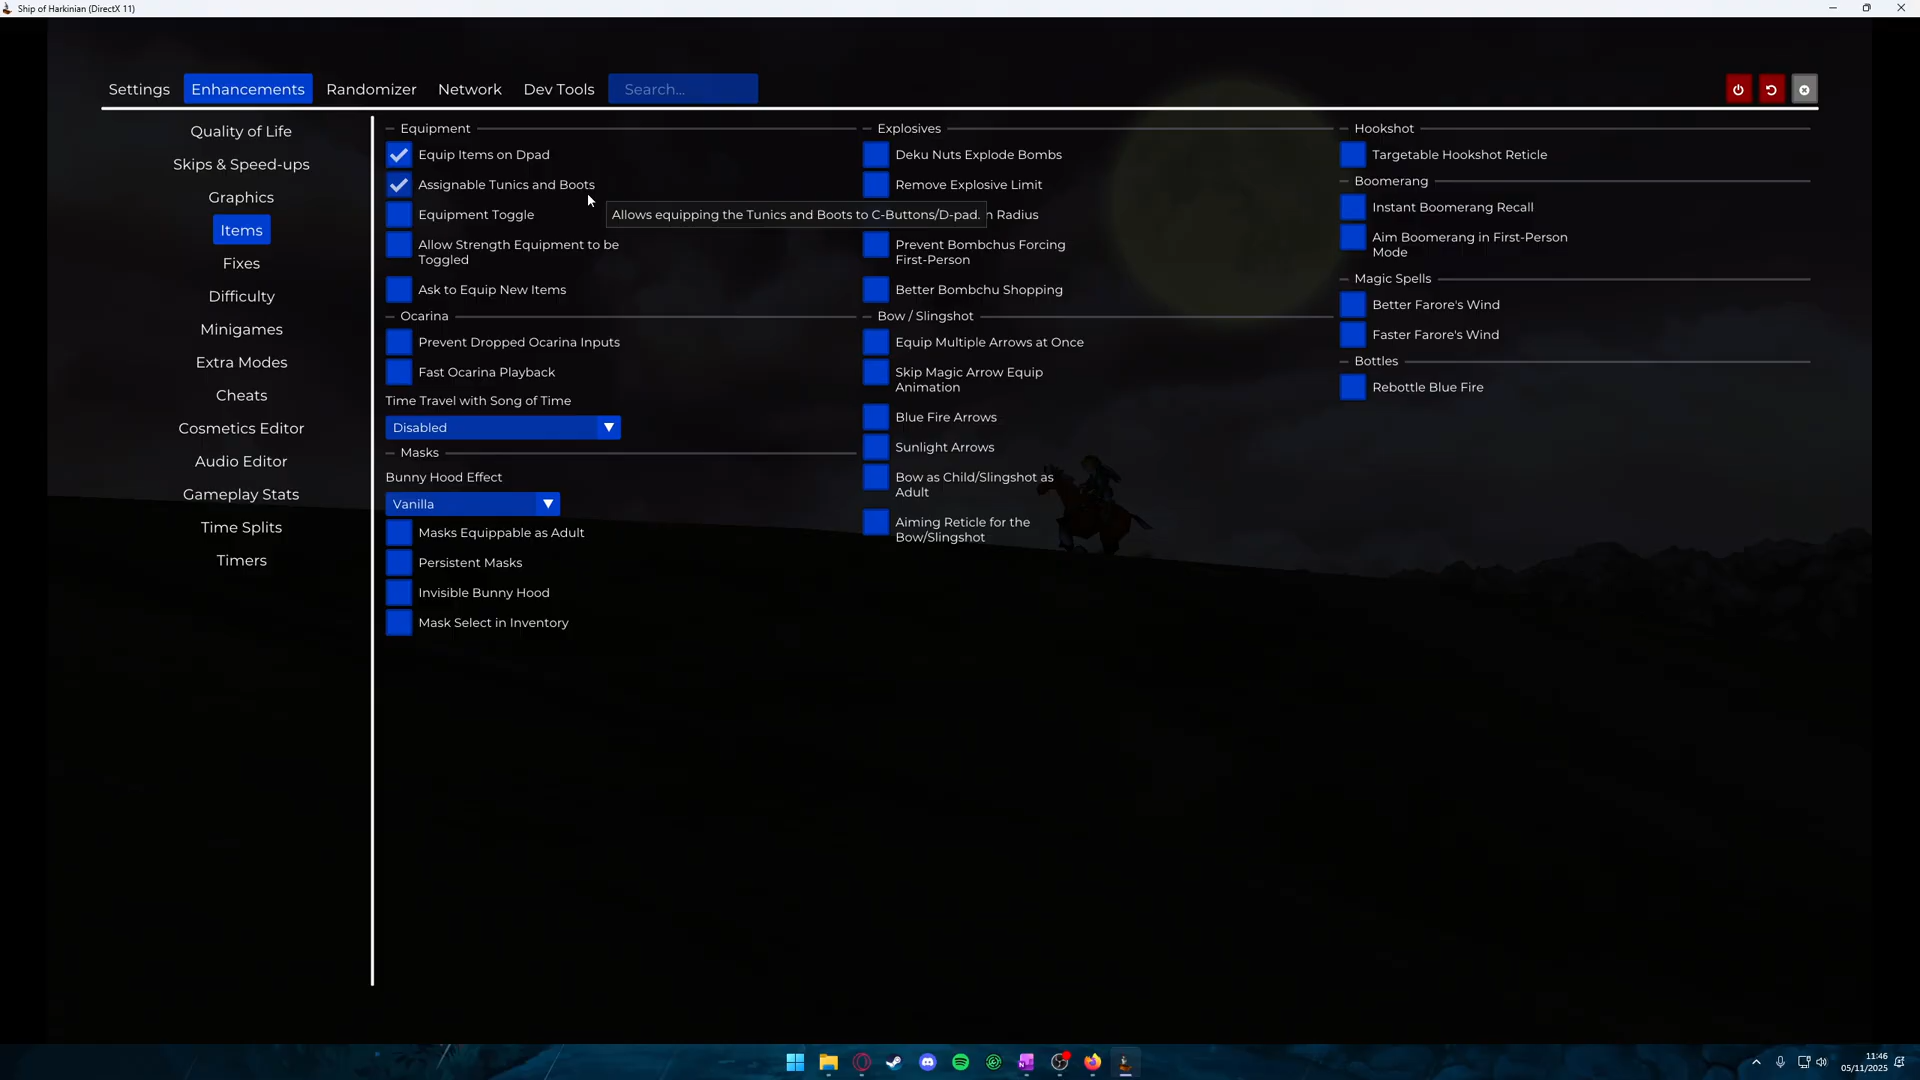 Ship of Harkinian (DirectX 11)
Settings
Enhancements
Randomizer
Network
Dev Tools
Search...
Quality of Life
Skips & Speed-ups
Graphics
Items
Fixes
Difficulty
Minigames
Extra Modes
Cheats
Cosmetics Editor
Audio Editor
Gameplay Stats
Time Splits
Timers
Equipment
Equip Items on Dpad
Assignable Tunics and Boots
Equipment Toggle
Allow Strength Equipment to be
Toggled
Ask to Equip New Items
Ocarina
Prevent Dropped Ocarina Inputs
Fast Ocarina Playback
Time Travel with Song of Time
Disabled
Masks
Bunny Hood Effect
Vanilla
Masks Equippable as Adult
Persistent Masks
Invisible Bunny Hood
Mask Select in Inventory
Explosives
Deku Nuts Explode Bombs
Remove Explosive Limit
Allows equipping the Tunics and Boots to C-Buttons/D-pad.
n Radius
Prevent Bombchus Forcing
First-Person
Better Bombchu Shopping
Bow / Slingshot
Equip Multiple Arrows at Once
Skip Magic Arrow Equip
Animation
Blue Fire Arrows
Sunlight Arrows
Bow as Child/Slingshot as
Adult
Aiming Reticle for the
Bow/Slingshot
Hookshot
Targetable Hookshot Reticle
Boomerang
Instant Boomerang Recall
Aim Boomerang in First-Person
Mode
Magic Spells
Better Farore's Wind
Faster Farore's Wind
Bottles
Rebottle Blue Fire
11:46
05/11/2025